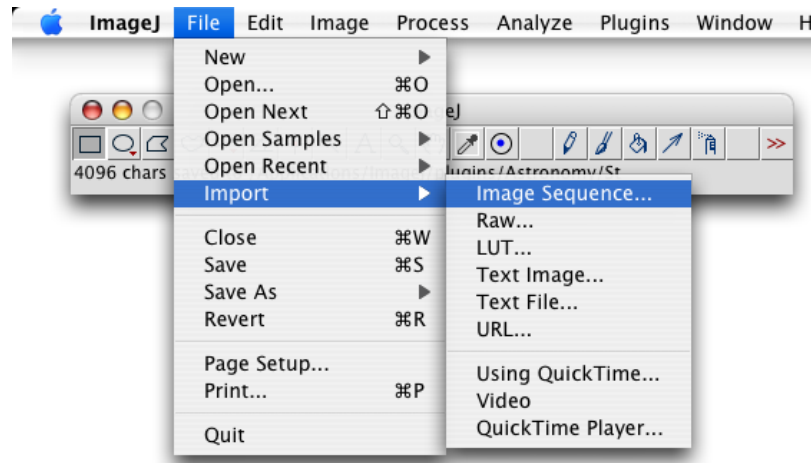 ImageJ File Edit Image Process Analyze Plugins Window H
New
Open... ⌘O
Open Next ⇧⌘O
Open Samples
Open Recent
Import
Close ⌘W
Save ⌘S
Save As
Revert ⌘R
Page Setup...
Print... ⌘P
Quit
eJ
4096 chars
Image Sequence...
Raw...
LUT...
Text Image...
Text File...
URL...
Using QuickTime...
Video
QuickTime Player...